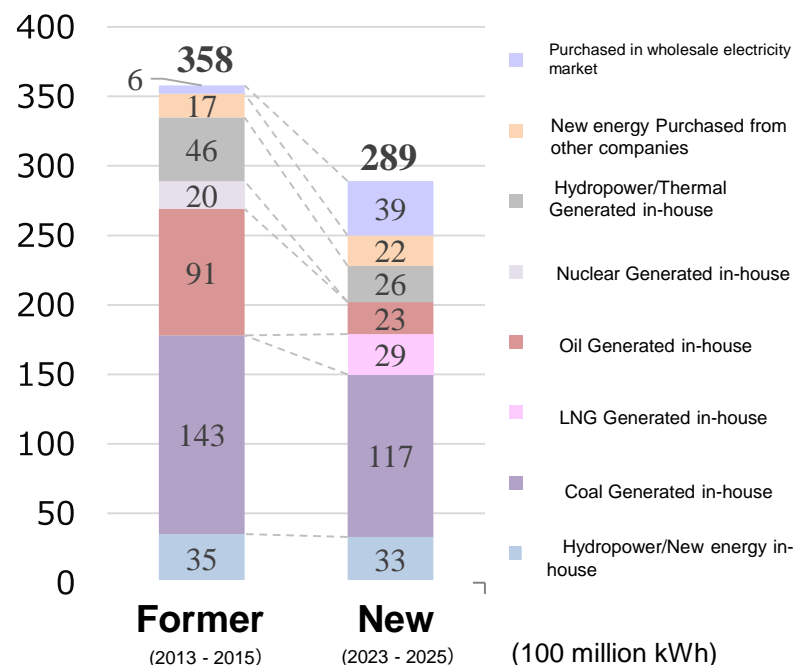 400
350
300
250
200
150
100
50
0
358
6
17
46
20
91
143
35
289
39
22
26
23
29
117
33
Former
(2013 - 2015)
New
(2023 - 2025)
(100 million kWh)
Purchased in wholesale electricity
market
New energy Purchased from
other companies
Hydropower/Thermal
Generated in-house
Nuclear Generated in-house
Oil Generated in-house
LNG Generated in-house
Coal Generated in-house
Hydropower/New energy in-
house